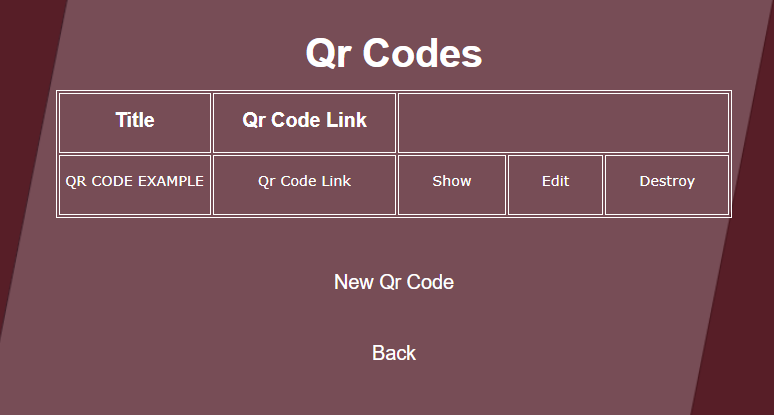 Qr Codes
Title Qr Code Link
QR CODE EXAMPLE Qr Code Link Show Edit Destroy
New Qr Code
Back